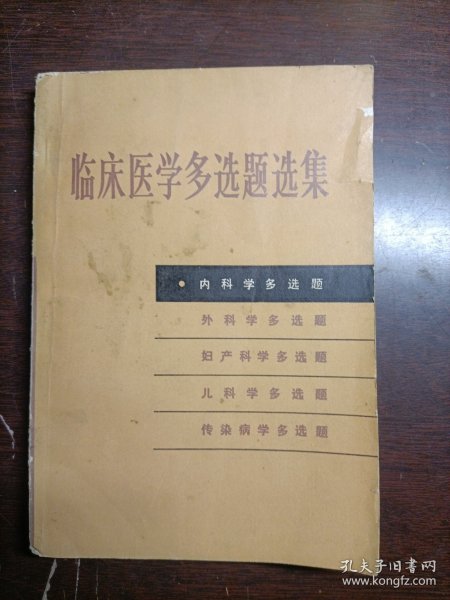 临床医学多选题选集
• 内科学多选题
外科学多选题
妇产科学多选题
儿科学多选题
传染病学多选题
孔夫子旧书网
www.kongfz.com